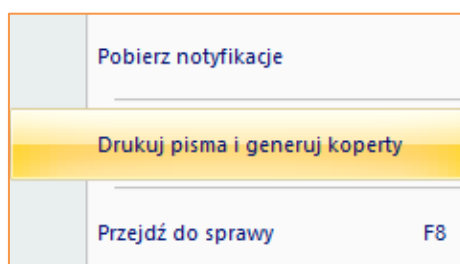 Pobierz notyfikacje
Drukuj pisma i generuj koperty
Przejdź do sprawy F8